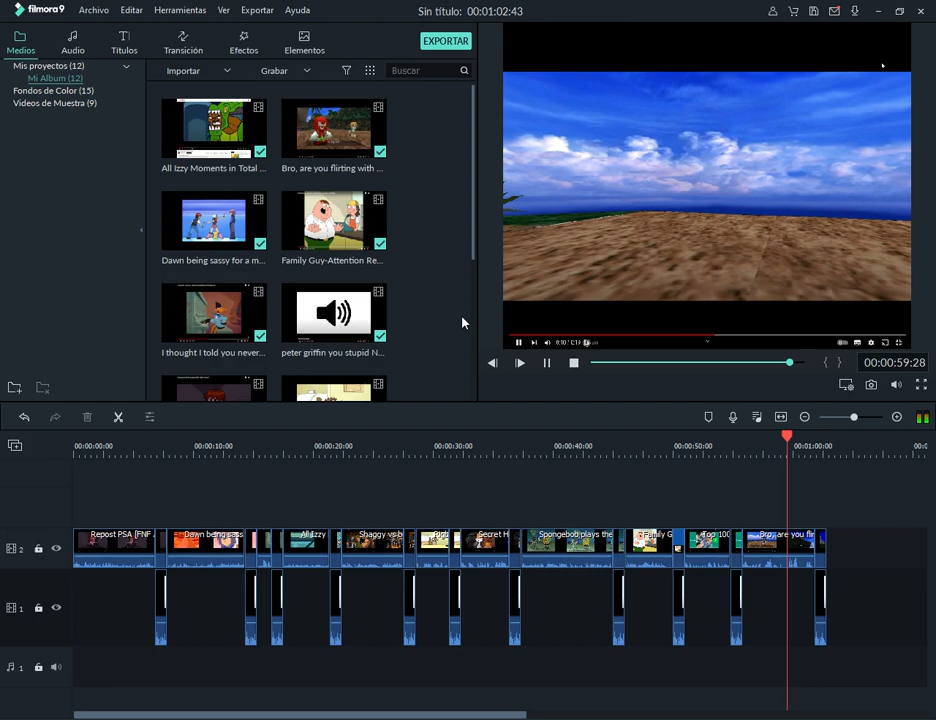 filmora9 Archivo Editar Herramientas Ver Exportar Ayuda Sin título: 00:01:02:43
Medios Audio Títulos Transición Efectos Elementos EXPORTAR
Mis proyectos (12)
Mi Album (12)
Fondos de Color (15)
Videos de Muestra (9)
Importar Grabar Buscar
All Izzy Moments in Total ... Bro, are you flirting with ...
Dawn being sassy for a m... Family Guy-Attention Re...
I thought I told you never... peter griffin you stupid N...
00:00:59:28
00:00:00:00 00:00:10:00 00:00:20:00 00:00:30:00 00:00:40:00 00:00:50:00 00:01:00:00 00:0
2 Repost PSA [FNF Dawn being sass All Izzy Shaggy vs b Secret H Spongebob plays the Family G Top 100 Bro, are you flir
1
1